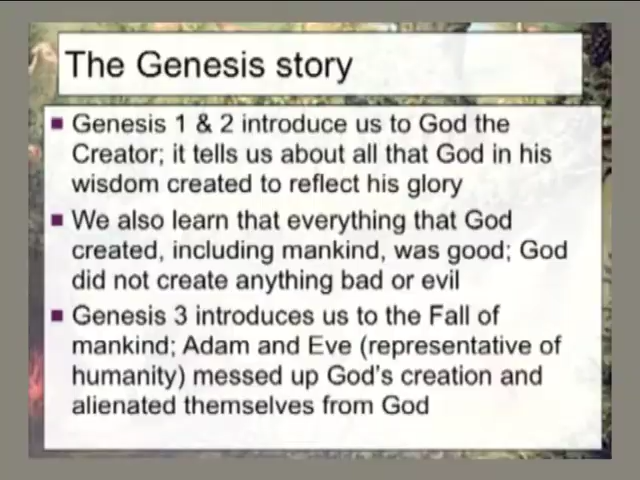 The Genesis story
Genesis 1 & 2 introduce us to God the
Creator; it tells us about all that God in his
wisdom created to reflect his glory
We also learn that everything that God
created, including mankind, was good; God
did not create anything bad or evil
Genesis 3 introduces us to the Fall of
mankind; Adam and Eve (representative of
humanity) messed up God's creation and
alienated themselves from God